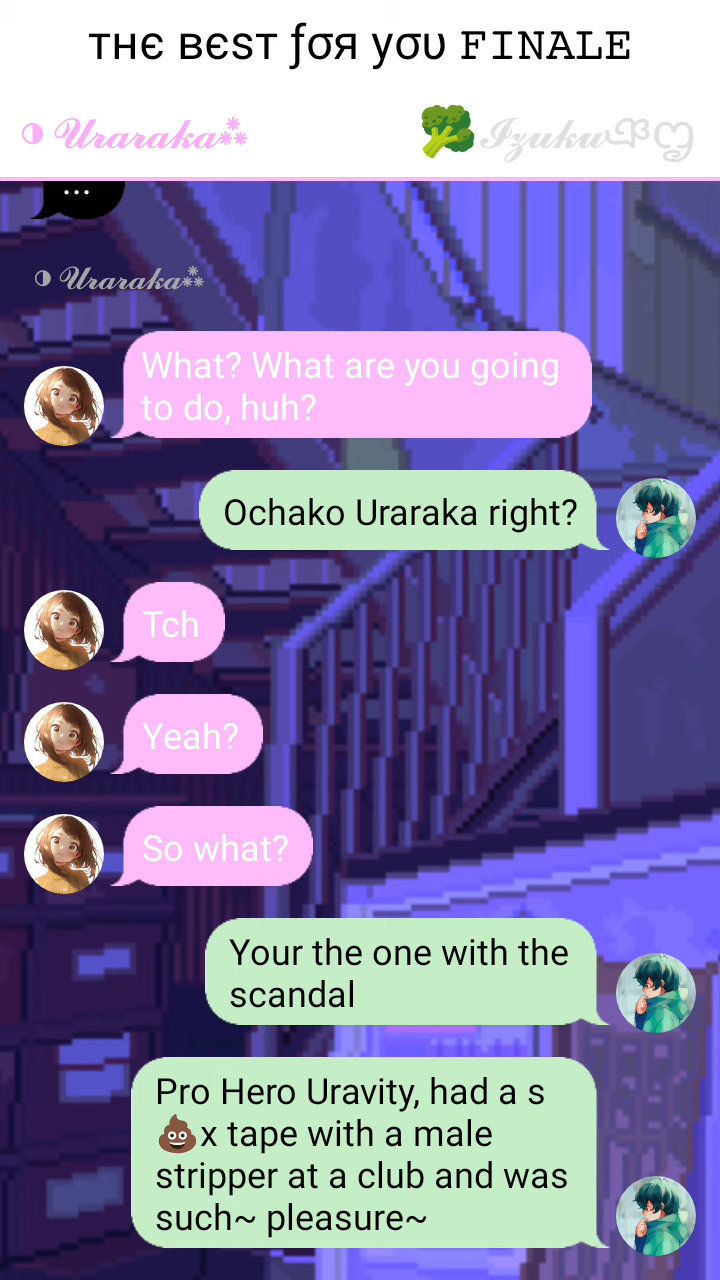 тнє вєѕт ƒσя уσυ 𝙵𝙸𝙽𝙰𝙻𝙴
◑ 𝓤𝓻𝓪𝓻𝓪𝓴𝓪⁂ 🥦𝓘𝔃𝓾𝓴𝓾
...
◑ 𝓤𝓻𝓪𝓻𝓪𝓴𝓪⁂
What? What are you going
to do, huh?
Ochako Uraraka right?
Tch
Yeah?
So what?
Your the one with the
scandal
Pro Hero Uravity, had a s
💩x tape with a male
stripper at a club and was
such~ pleasure~